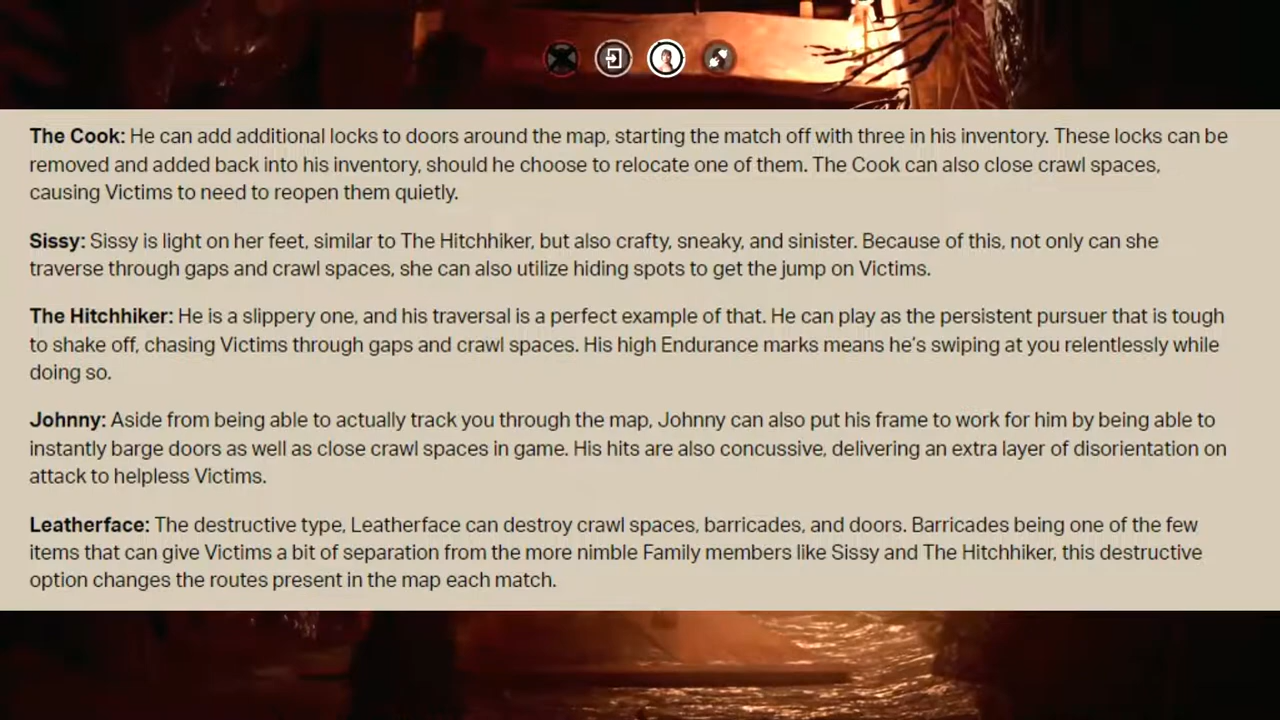 The Cook: He can add additional locks to doors around the map, starting the match off with three in his inventory. These locks can be
removed and added back into his inventory, should he choose to relocate one of them. The Cook can also close crawl spaces,
causing Victims to need to reopen them quietly.
Sissy: Sissy is light on her feet, similar to The Hitchhiker, but also crafty, sneaky, and sinister. Because of this, not only can she
traverse through gaps and crawl spaces, she can also utilize hiding spots to get the jump on Victims.
The Hitchhiker: He is a slippery one, and his traversal is a perfect example of that. He can play as the persistent pursuer that is tough
to shake off, chasing Victims through gaps and crawl spaces. His high Endurance marks means he's swiping at you relentlessly while
doing so.
Johnny: Aside from being able to actually track you through the map, Johnny can also put his frame to work for him by being able to
instantly barge doors as well as close crawl spaces in game. His hits are also concussive, delivering an extra layer of disorientation on
attack to helpless Victims.
Leatherface: The destructive type, Leatherface can destroy crawl spaces, barricades, and doors. Barricades being one of the few
items that can give Victims a bit of separation from the more nimble Family members like Sissy and The Hitchhiker, this destructive
option changes the routes present in the map each match.